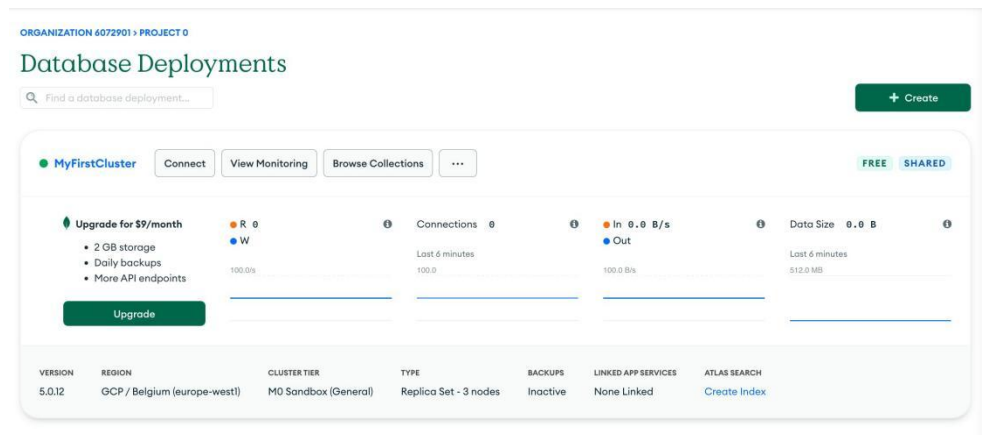 ORGANIZATION 6072901 > PROJECT 0
Database Deployments
Find a database deployment...
+ Create
MyFirstCluster
Connect
View Monitoring
Browse Collections
...
FREE
SHARED
Upgrade for $9/month
• 2 GB storage
• Daily backups
• More API endpoints
Upgrade
R 0
W
100.0/s
Connections 0
Last 6 minutes
100.0
In 0.0 B/s
Out
100.0 B/s
Data Size 0.0 B
Last 6 minutes
512.0 MB
VERSION
5.0.12
REGION
GCP / Belgium (europe-west1)
CLUSTER TIER
M0 Sandbox (General)
TYPE
Replica Set - 3 nodes
BACKUPS
Inactive
LINKED APP SERVICES
None Linked
ATLAS SEARCH
Create Index